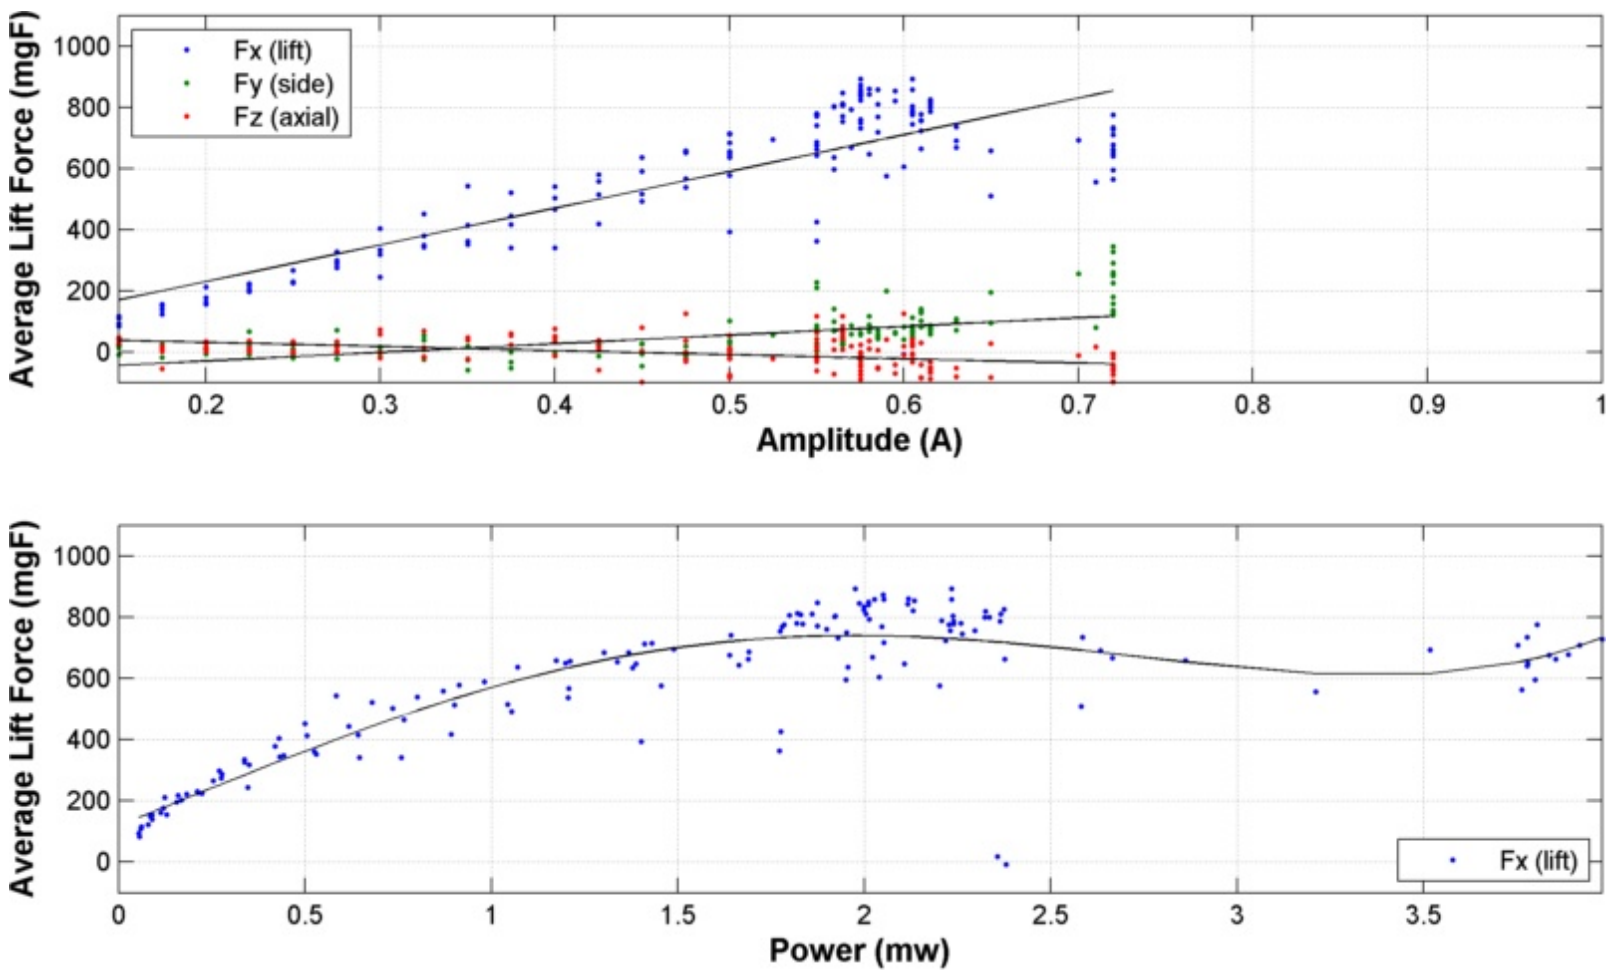 Average Lift Force (mgF)
1000
800
600
400
200
0
Fx (lift)
Fy (side)
Fz (axial)
0.2 0.3 0.4 0.5 0.6 0.7 0.8 0.9 1
Amplitude (A)
Average Lift Force (mgF)
1000
800
600
400
200
0
Fx (lift)
0 0.5 1 1.5 2 2.5 3 3.5
Power (mw)